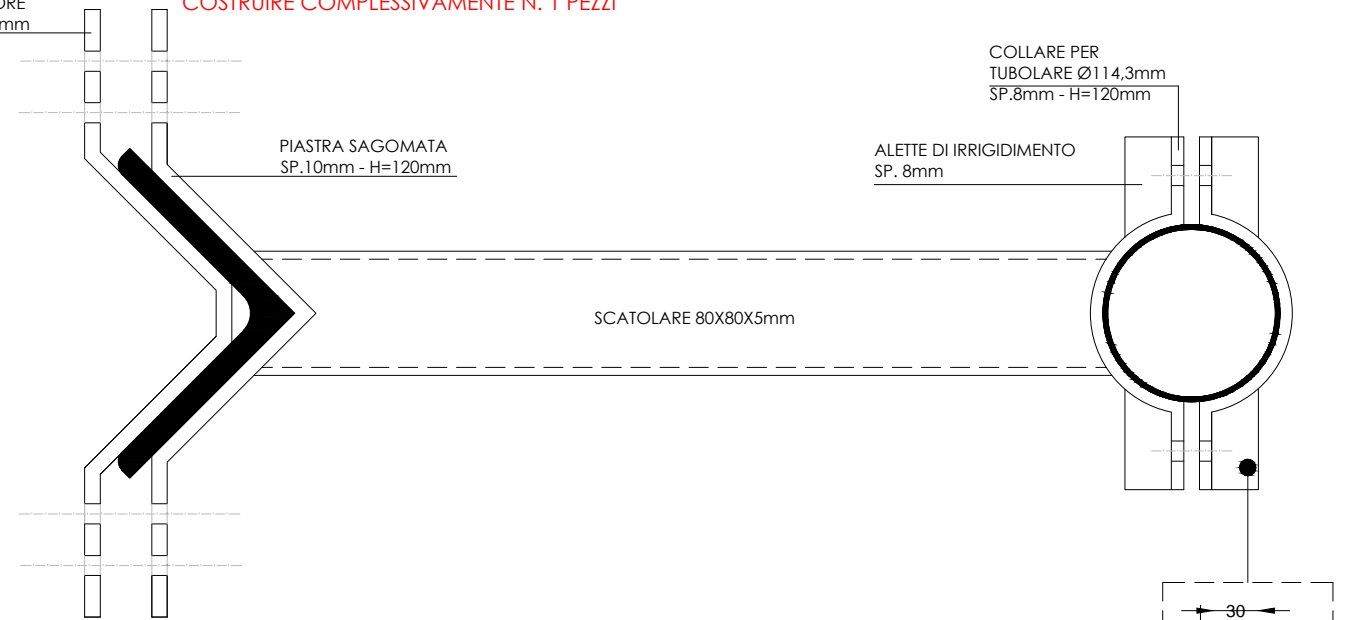 COSTRUIRE COMPLESSIVAMENTE N. 1 PEZZI
COLLARE PER
TUBOLARE Ø114,3mm
SP.8mm - H=120mm
PIASTRA SAGOMATA
SP.10mm - H=120mm
ALETTE DI IRRIGIDIMENTO
SP. 8mm
SCATOLARE 80X80X5mm
30